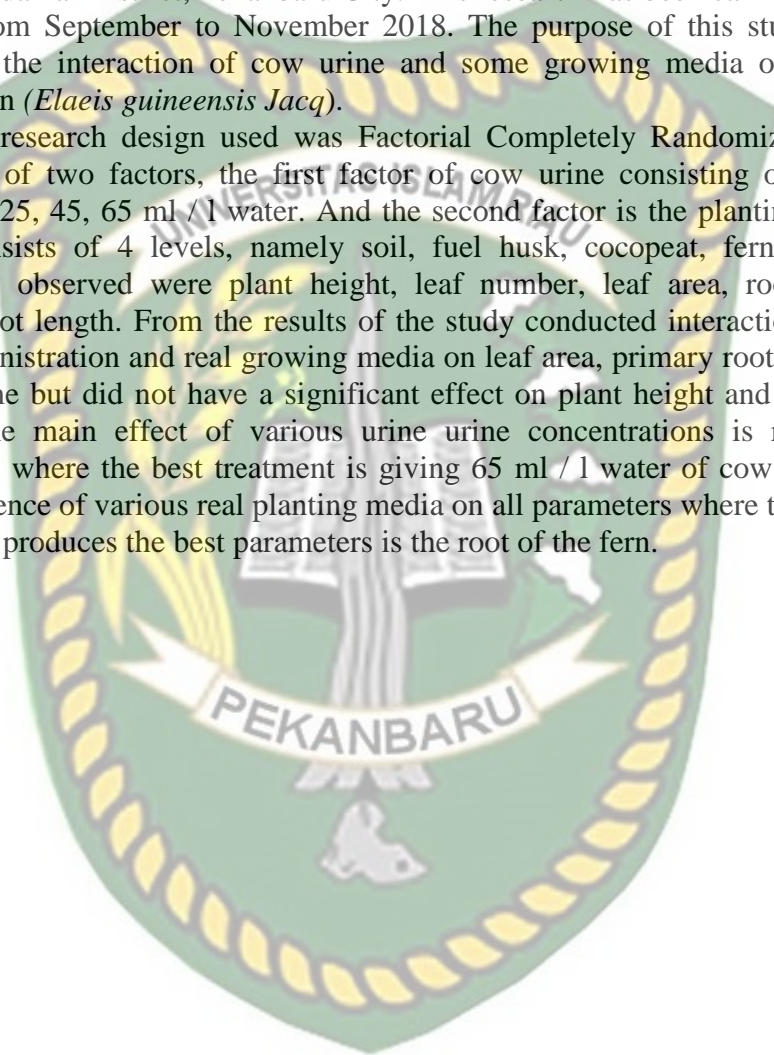 City. This research has been
om September to November 2018. The purpose of this stu
the interaction of cow urine and some growing media o
n (Elaeis guineensis Jacq).
research design used was Factorial Completely Randomiz
of two factors, the first factor of cow urine consisting o
25, 45, 65 ml / l water. And the second factor is the plantin
nsists of 4 levels, namely soil, fuel husk, cocopeat, fern
observed were plant height, leaf number, leaf area, roo
ot length. From the results of the study conducted interactio
nistration and real growing media on leaf area, primary root
ne but did not have a significant effect on plant height and
e main effect of various urine urine concentrations is
where the best treatment is giving 65 ml / l water of cow
ence of various real planting media on all parameters where t
produces the best parameters is the root of the fern.
UNIVERSITAS ISLAM RIAU
PEKANBARU